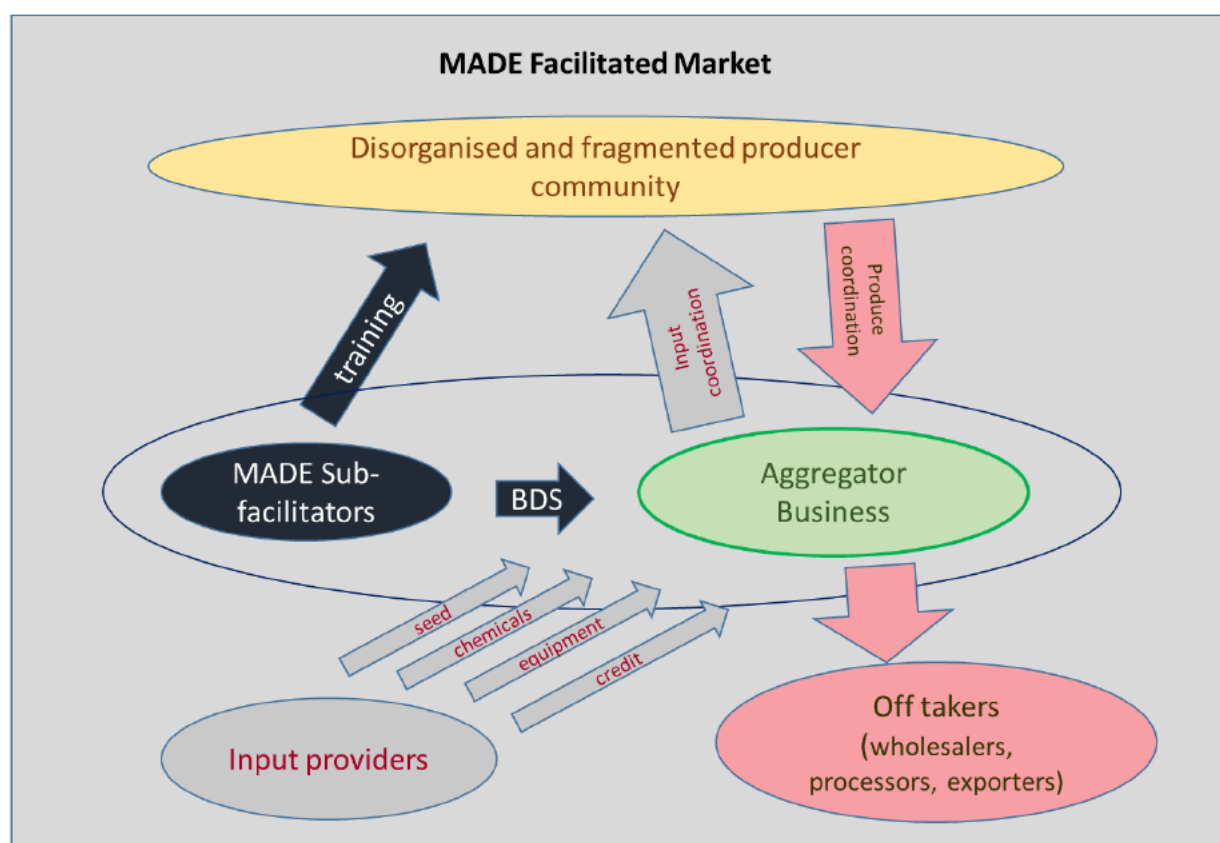 MADE Facilitated Market
Disorganised and fragmented producer
community
training
Input
coordination
Produce
coordination
MADE Sub-
facilitators
BDS
Aggregator
Business
seed
chemicals
equipment
credit
Input providers
Off takers
(wholesalers,
processors, exporters)